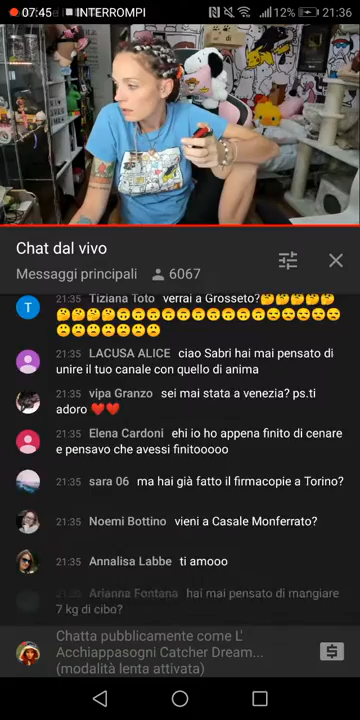 07:45 INTERROMPI 12% 21:36
Chat dal vivo
Messaggi principali 6067
T 21:35 Tiziana Toto verrai a Grosseto?🤔🤔🤔🤔🤔
🤔🤔🤔🤔🤔🙃🙃🙃🙃🙃🙃🙃🙃🙃🙃🙃😒😒😒😒
🙁🙁🙁🙁🙁🙁🙁🙁
21:35 LACUSA ALICE ciao Sabri hai mai pensato di
unire il tuo canale con quello di anima
21:35 vipa Granzo sei mai stata a venezia? ps.ti
adoro ❤️❤️
21:35 Elena Cardoni ehi io ho appena finito di cenare
e pensavo che avessi finitooooo
21:35 sara 06 ma hai già fatto il firmacopie a Torino?
21:35 Noemi Bottino vieni a Casale Monferrato?
21:35 Annalisa Labbe ti amooo
21:35 Arianna Fontana hai mai pensato di mangiare
7 kg di cibo?
Chatta pubblicamente come L'
Acchiappasogni Catcher Dream...
(modalità lenta attivata)